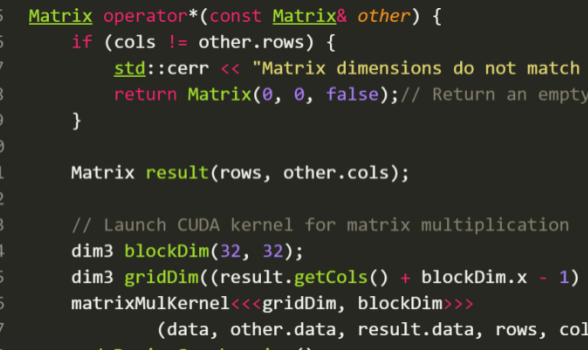 5 Matrix operator*(const Matrix& other) {
if (cols != other.rows) {
7 std::cerr << "Matrix dimensions do not match
8 return Matrix(0, 0, false);// Return an empty
9 }
0
1 Matrix result(rows, other.cols);
2
3 // Launch CUDA kernel for matrix multiplication
4 dim3 blockDim(32, 32);
5 dim3 gridDim((result.getCols() + blockDim.x - 1)
6 matrixMulKernel<<<gridDim, blockDim>>>
7 (data, other.data, result.data, rows, col